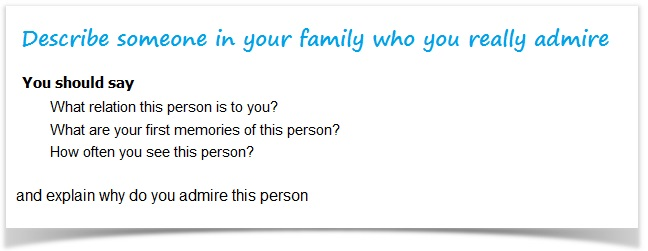 Describe someone in your family who you really admire
You should say
What relation this person is to you?
What are your first memories of this person?
How often you see this person?
and explain why do you admire this person